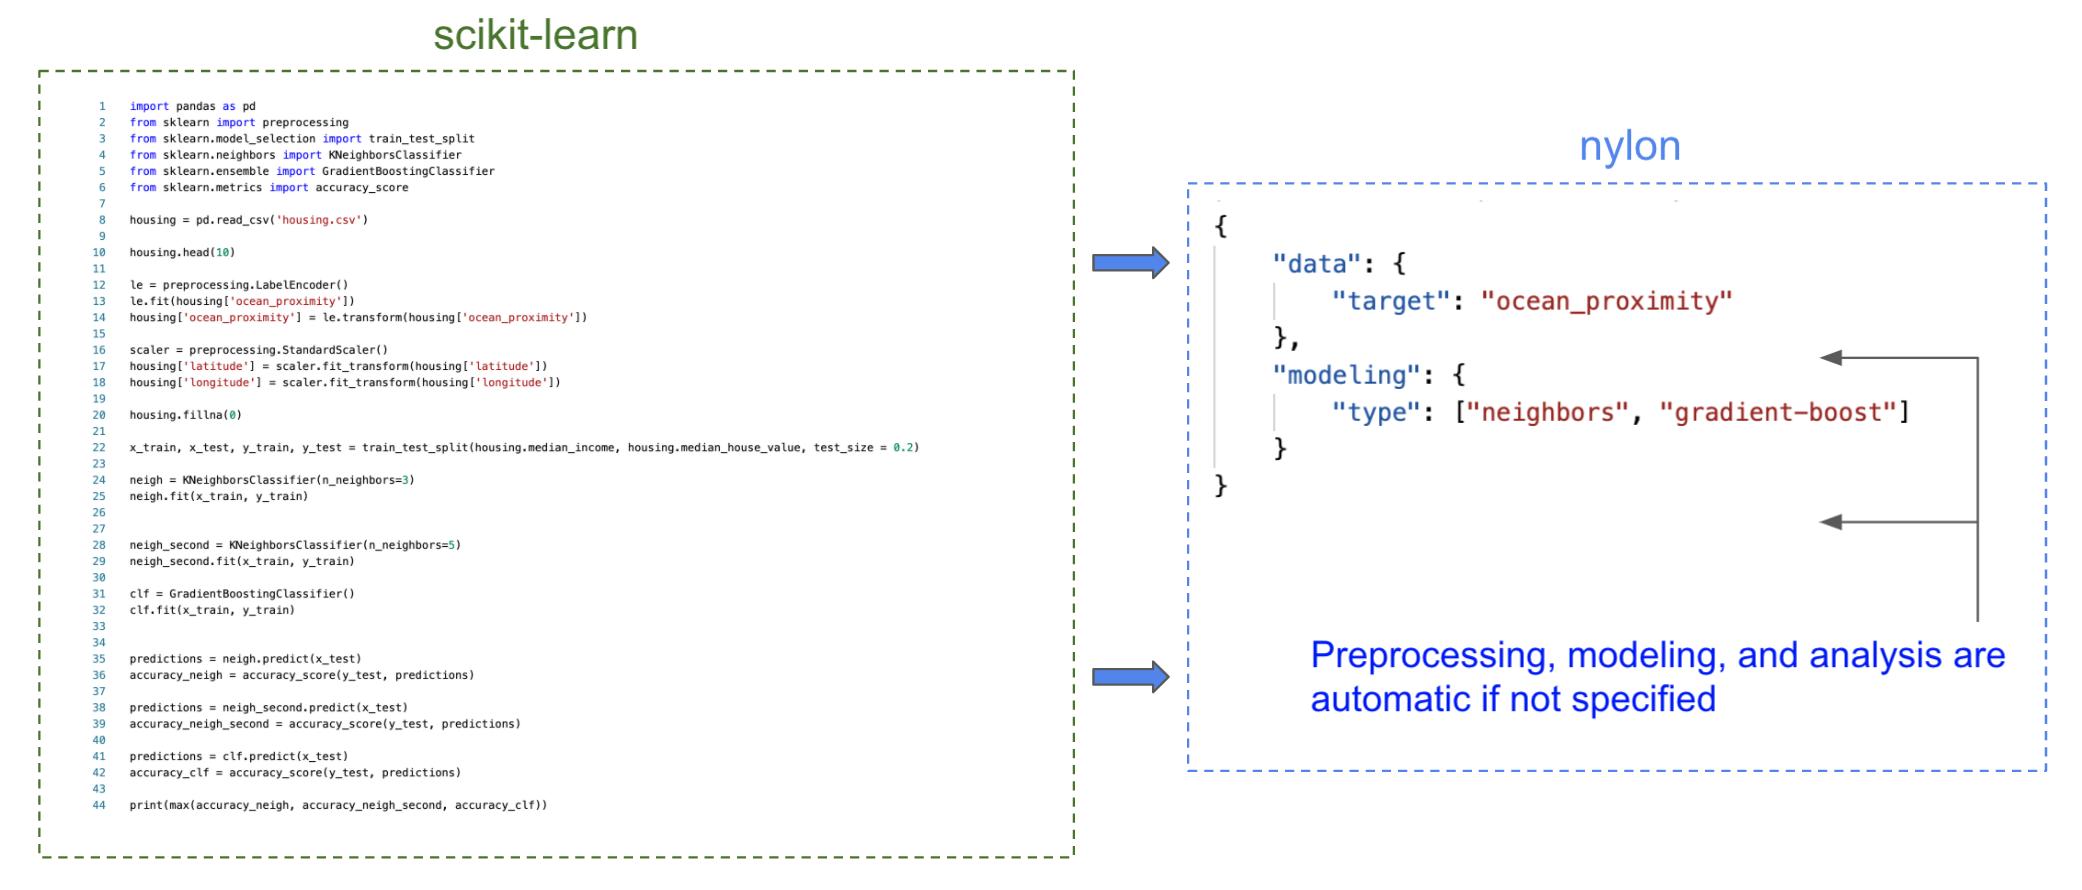 scikit-learn
1 import pandas as pd
2 from sklearn import preprocessing
3 from sklearn.model_selection import train_test_split
4 from sklearn.neighbors import KNeighborsClassifier
5 from sklearn.ensemble import GradientBoostingClassifier
6 from sklearn.metrics import accuracy_score
7
8 housing = pd.read_csv('housing.csv')
9
10 housing.head(10)
11
12 le = preprocessing.LabelEncoder()
13 le.fit(housing['ocean_proximity'])
14 housing['ocean_proximity'] = le.transform(housing['ocean_proximity'])
15
16 scaler = preprocessing.StandardScaler()
17 housing['latitude'] = scaler.fit_transform(housing['latitude'])
18 housing['longitude'] = scaler.fit_transform(housing['longitude'])
19
20 housing.fillna(0)
21
22 x_train, x_test, y_train, y_test = train_test_split(housing.median_income, housing.median_house_value, test_size = 0.2)
23
24 neigh = KNeighborsClassifier(n_neighbors=3)
25 neigh.fit(x_train, y_train)
26
27
28 neigh_second = KNeighborsClassifier(n_neighbors=5)
29 neigh_second.fit(x_train, y_train)
30
31 clf = GradientBoostingClassifier()
32 clf.fit(x_train, y_train)
33
34
35 predictions = neigh.predict(x_test)
36 accuracy_neigh = accuracy_score(y_test, predictions)
37
38 predictions = neigh_second.predict(x_test)
39 accuracy_neigh_second = accuracy_score(y_test, predictions)
40
41 predictions = clf.predict(x_test)
42 accuracy_clf = accuracy_score(y_test, predictions)
43
44 print(max(accuracy_neigh, accuracy_neigh_second, accuracy_clf))
nylon
{
"data": {
"target": "ocean_proximity"
},
"modeling": {
"type": ["neighbors", "gradient-boost"]
}
}
Preprocessing, modeling, and analysis are
automatic if not specified